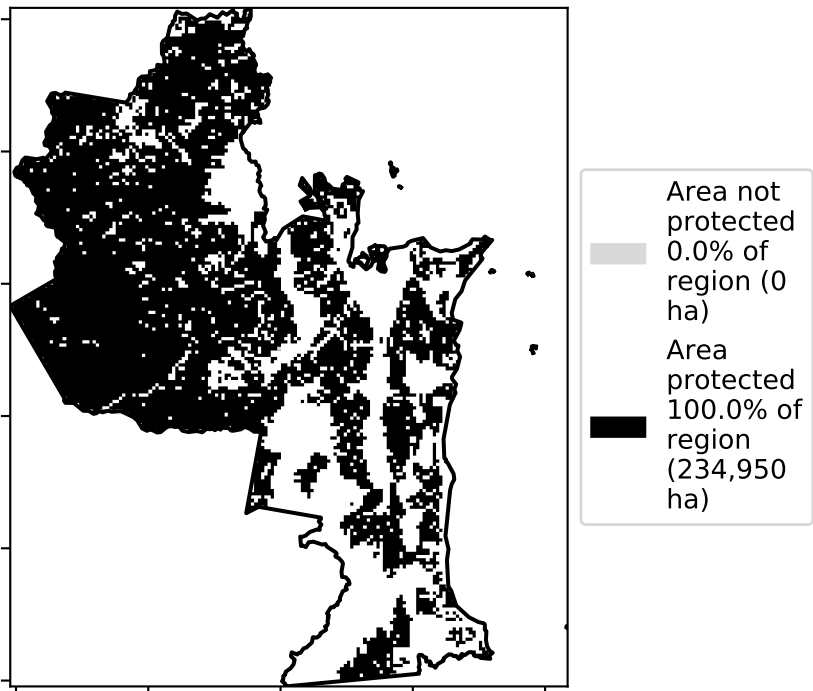 Area not
protected
0.0% of
region (0
ha)
Area
protected
100.0% of
region
(234,950
ha)